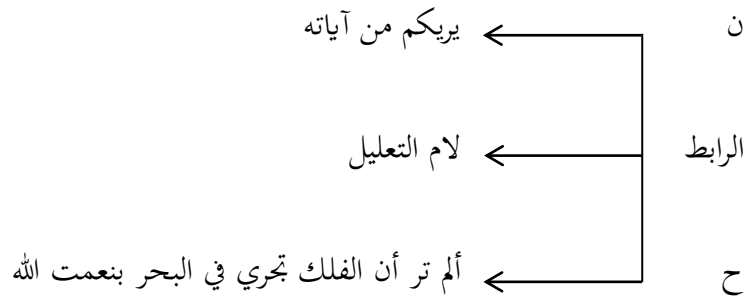 ن يريكم من آياته
الرابط لام التعليل
ح ألم تر أن الفلك تجري في البحر بنعمت الله